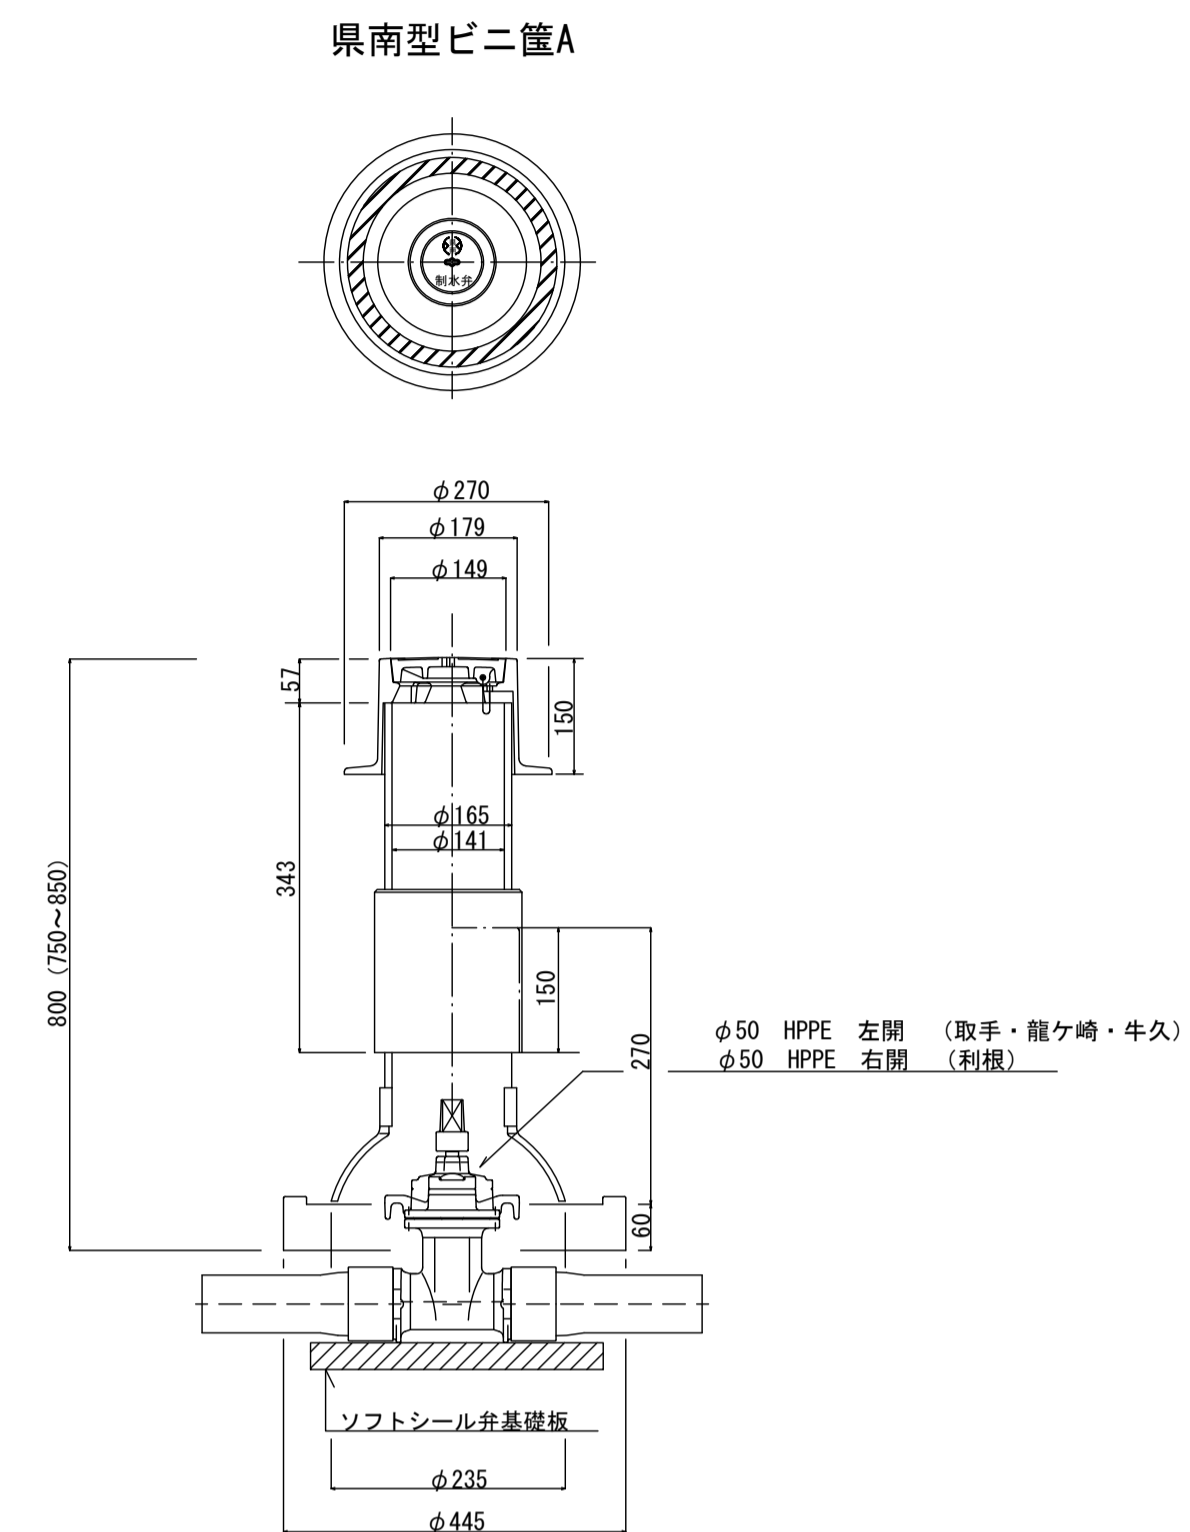 県南型ビニ筐A
制水弁
φ270
φ179
φ149
57
150
φ165
φ141
343
800 (750～850)
150
270
φ50 HPPE 左開 (取手・龍ケ崎・牛久)
φ50 HPPE 右開 (利根)
60
ソフトシール弁基礎板
φ235
φ445